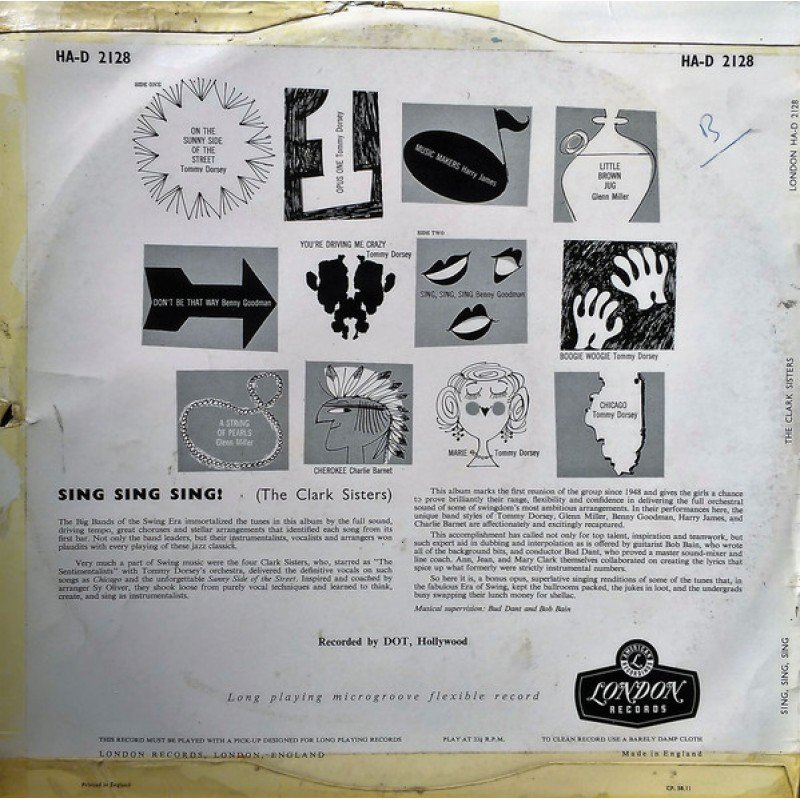 HA-D 2128
HA-D 2128
SIDE ONE
ON THE
SUNNY SIDE
OF THE
STREET
Tommy Dorsey
OPUS ONE Tommy Dorsey
MUSIC MAKERS Harry James
LITTLE
BROWN
JUG
Glenn Miller
B
DON'T BE THAT WAY Benny Goodman
YOU'RE DRIVING ME CRAZY
Tommy Dorsey
SIDE TWO
SING, SING, SING Benny Goodman
BOOGIE WOOGIE Tommy Dorsey
A STRING
OF PEARLS
Glenn Miller
CHEROKEE Charlie Barnet
MARIE Tommy Dorsey
CHICAGO
Tommy Dorsey
SING SING SING! · (The Clark Sisters)
The Big Bands of the Swing Era immortalized the tunes in this album by the full sound,
driving tempo, great choruses and stellar arrangements that identified each song from its
first bar. Not only the band leaders, but their instrumentalists, vocalists and arrangers won
plaudits with every playing of these jazz classics.
Very much a part of Swing music were the four Clark Sisters, who, starred as "The
Sentimentalists" with Tommy Dorsey's orchestra, delivered the definitive vocals on such
songs as Chicago and the unforgettable Sunny Side of the Street. Inspired and coached by
arranger Sy Oliver, they shook loose from purely vocal techniques and learned to think,
create, and sing as instrumentalists.
This album marks the first reunion of the group since 1948 and gives the girls a chance
to prove brilliantly their range, flexibility and confidence in delivering the full orchestral
sound of some of swingdom's most ambitious arrangements. In their performances here, the
unique band styles of Tommy Dorsey, Glenn Miller, Benny Goodman, Harry James, and
Charlie Barnet are affectionately and excitingly recaptured.
This accomplishment has called not only for top talent, inspiration and teamwork, but
such expert aid in dubbing and interpolation as is offered by guitarist Bob Bain, who wrote
all of the background bits, and conductor Bud Dant, who proved a master sound-mixer and
line coach. Ann, Jean, and Mary Clark themselves collaborated on creating the lyrics that
spice up what formerly were strictly instrumental numbers.
So here it is, a bonus opus, superlative singing renditions of some of the tunes that, in
the fabulous Era of Swing, kept the ballrooms packed, the jukes in loot, and the undergrads
busy swapping their lunch money for shellac.
Musical supervision: Bud Dant and Bob Bain
Recorded by DOT, Hollywood
Long playing microgroove flexible record
AMERICAN
RECORDINGS
L
LONDON
RECORDS
THIS RECORD MUST BE PLAYED WITH A PICK-UP DESIGNED FOR LONG PLAYING RECORDS
PLAY AT 33⅓ R.P.M.
TO CLEAN RECORD USE A BARELY DAMP CLOTH
LONDON RECORDS, LONDON, ENGLAND
Made in England
Printed in England
CP. 58.11
LONDON HA-D 2128
THE CLARK SISTERS
SING, SING, SING